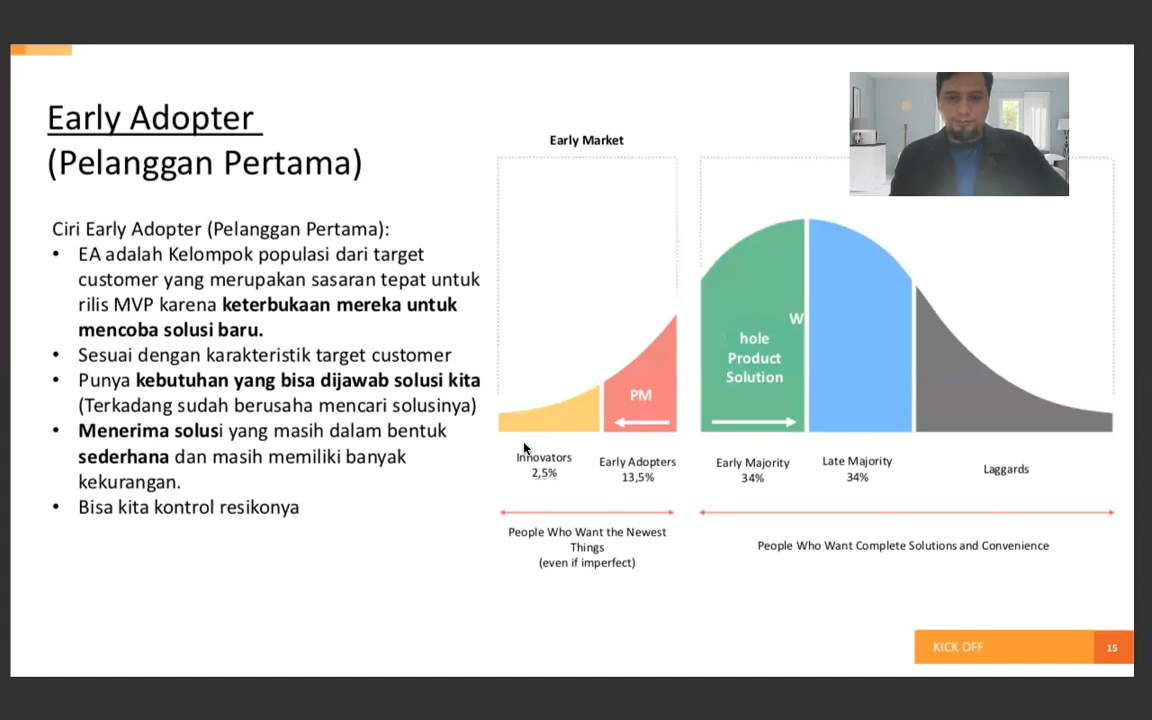 Early Adopter
(Pelanggan Pertama)
Ciri Early Adopter (Pelanggan Pertama):
• EA adalah Kelompok populasi dari target
customer yang merupakan sasaran tepat untuk
rilis MVP karena keterbukaan mereka untuk
mencoba solusi baru.
• Sesuai dengan karakteristik target customer
• Punya kebutuhan yang bisa dijawab solusi kita
(Terkadang sudah berusaha mencari solusinya)
• Menerima solusi yang masih dalam bentuk
sederhana dan masih memiliki banyak
kekurangan.
• Bisa kita kontrol resikonya
Early Market
PM
W
hole
Product
Solution
Innovators
2,5%
Early Adopters
13,5%
Early Majority
34%
Late Majority
34%
Laggards
People Who Want the Newest
Things
(even if imperfect)
People Who Want Complete Solutions and Convenience
KICK OFF
15